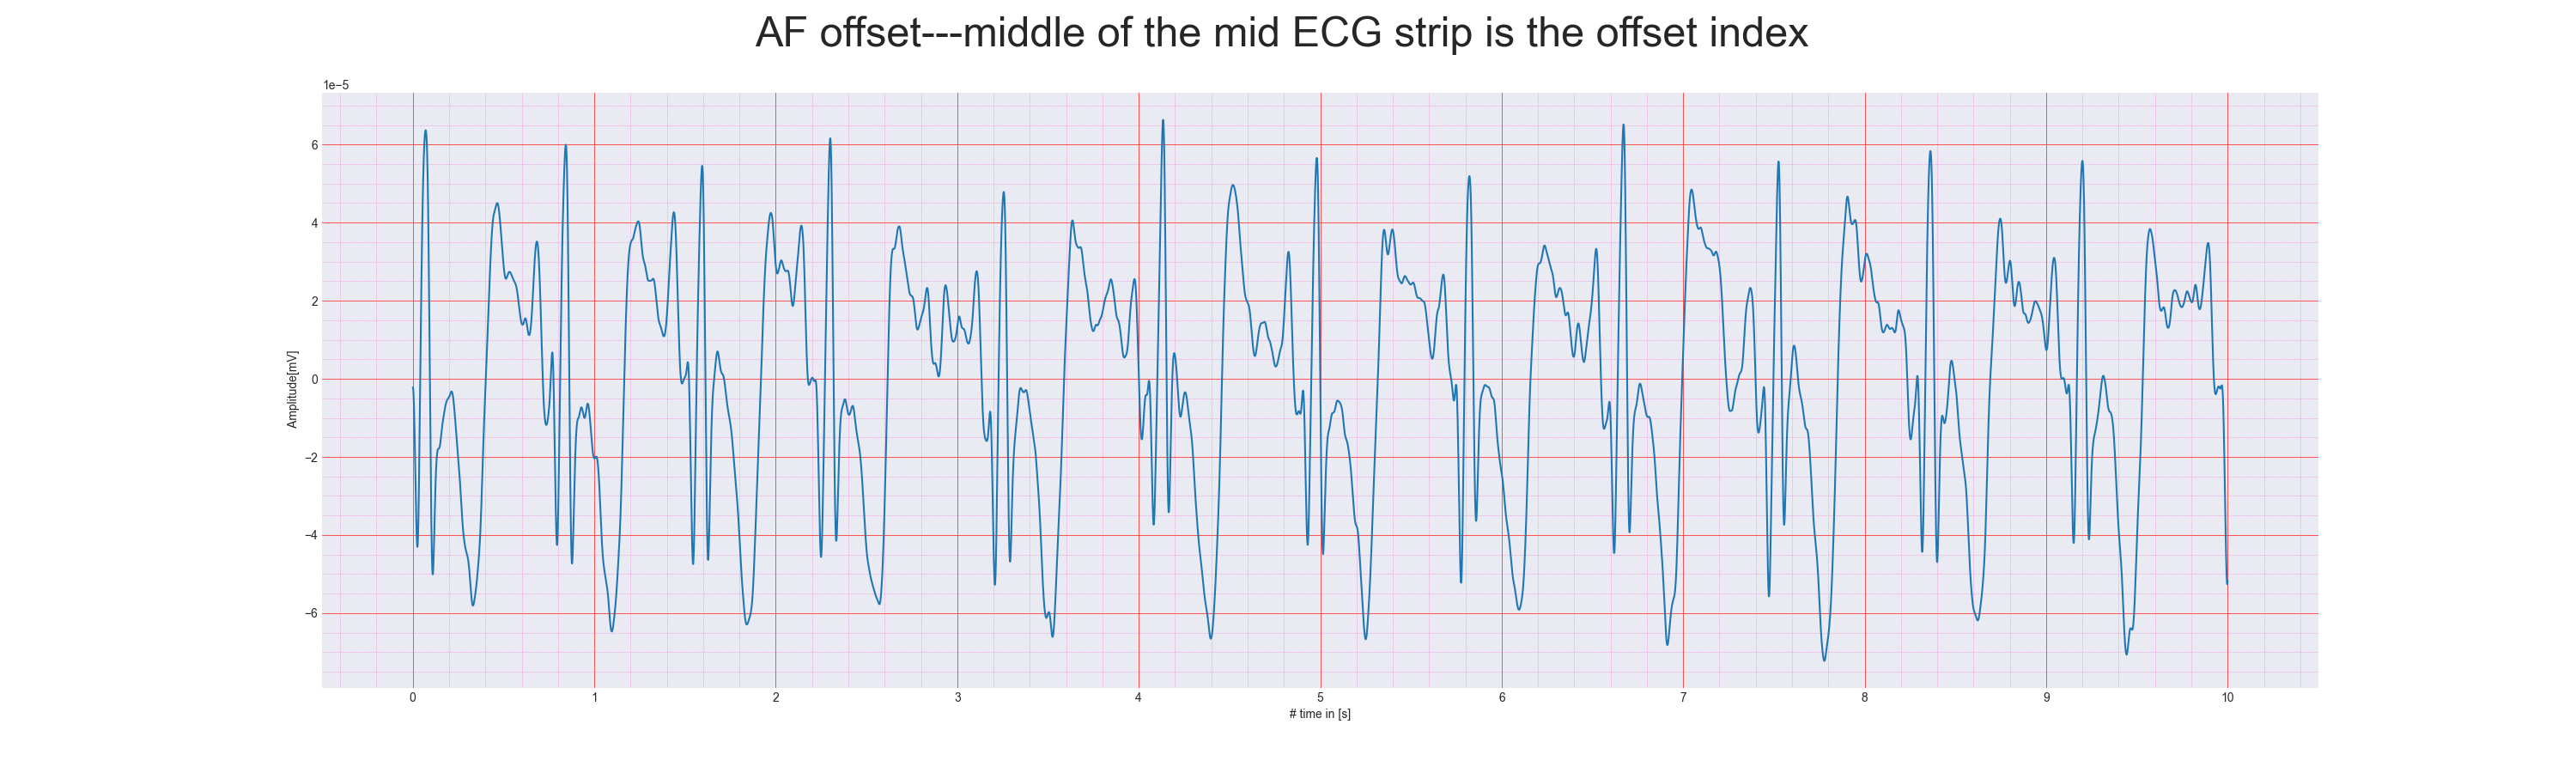 AF offset---middle of the mid ECG strip is the offset index
1e−5
6
4
2
0
−2
−4
−6
Amplitude[mV]
0 1 2 3 4 5 6 7 8 9 10
# time in [s]